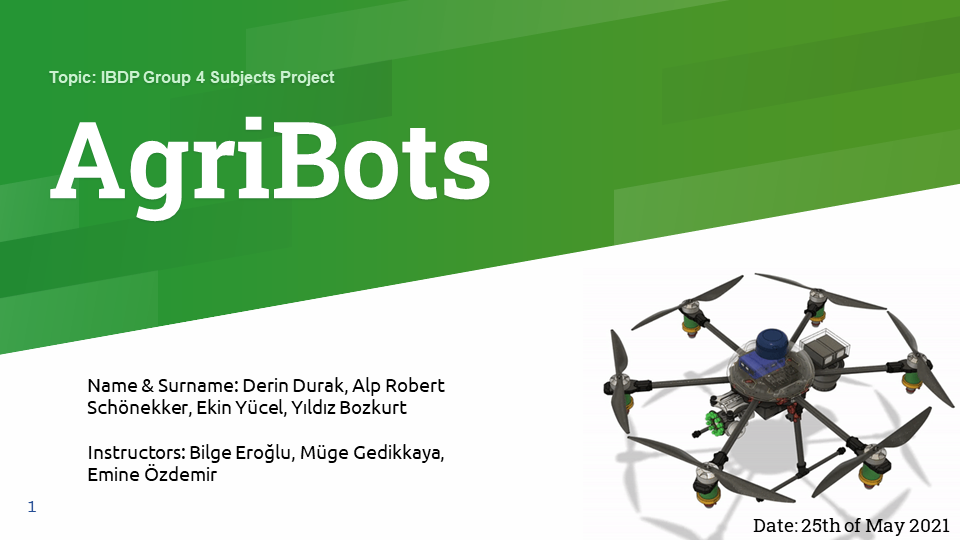 Topic: IBDP Group 4 Subjects Project
AgriBots
Name & Surname: Derin Durak, Alp Robert
Schönekker, Ekin Yücel, Yıldız Bozkurt
Instructors: Bilge Eroğlu, Müge Gedikkaya,
Emine Özdemir
1
Date: 25th of May 2021